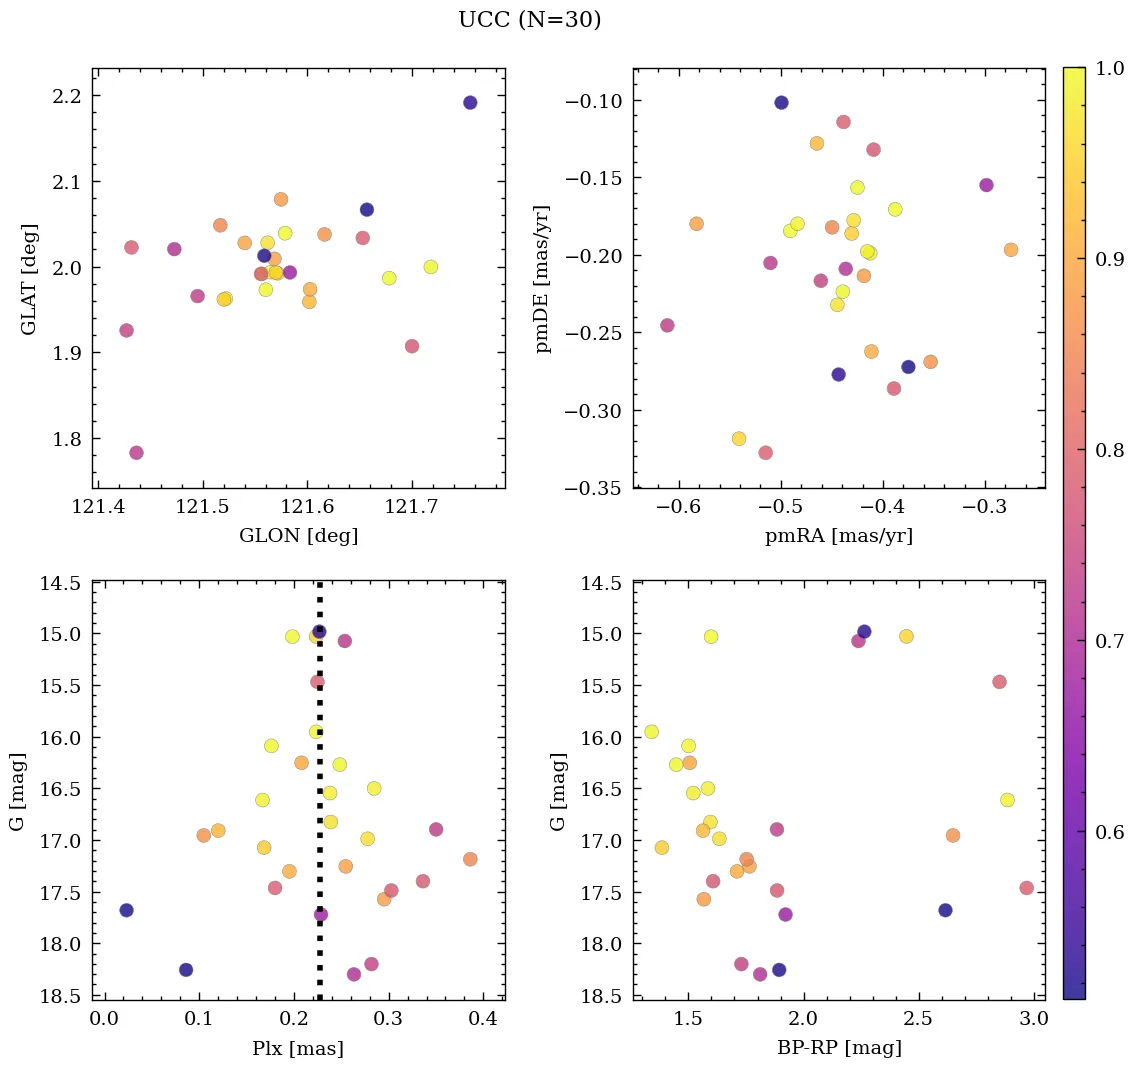 UCC (N=30)
2.2
2.1
2.0
1.9
1.8
GLAT [deg]
121.4 121.5 121.6 121.7
GLON [deg]
−0.10
−0.15
−0.20
−0.25
−0.30
−0.35
pmDE [mas/yr]
−0.6 −0.5 −0.4 −0.3
pmRA [mas/yr]
14.5
15.0
15.5
16.0
16.5
17.0
17.5
18.0
18.5
G [mag]
0.0 0.1 0.2 0.3 0.4
Plx [mas]
14.5
15.0
15.5
16.0
16.5
17.0
17.5
18.0
18.5
G [mag]
1.5 2.0 2.5 3.0
BP-RP [mag]
1.0
0.9
0.8
0.7
0.6